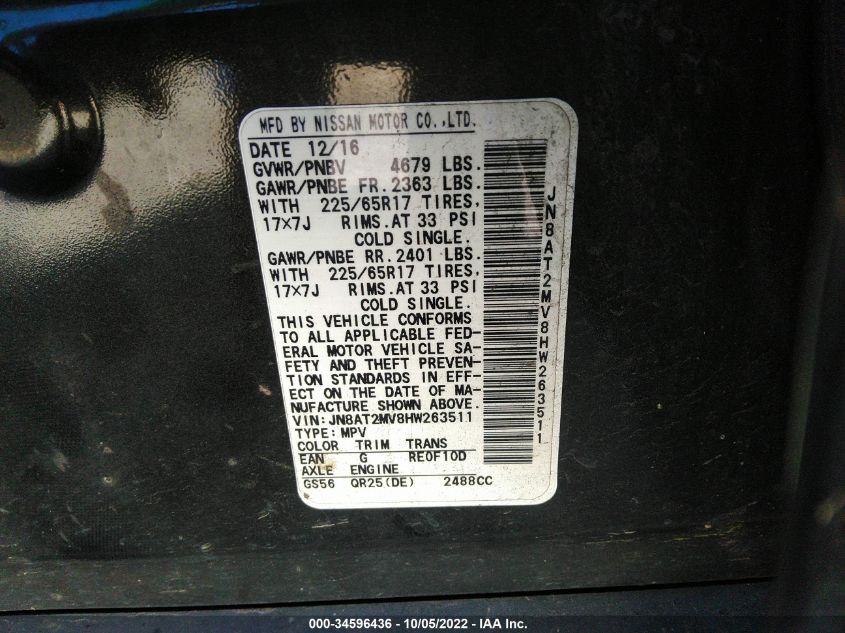 MFD BY NISSAN MOTOR CO.,LTD.
DATE 12/16
GVWR/PNBV 4679 LBS.
GAWR/PNBE FR. 2363 LBS.
WITH 225/65R17 TIRES,
17×7J RIMS. AT 33 PSI
COLD SINGLE.
GAWR/PNBE RR. 2401 LBS.
WITH 225/65R17 TIRES,
17×7J RIMS. AT 33 PSI
COLD SINGLE.
THIS VEHICLE CONFORMS
TO ALL APPLICABLE FED-
ERAL MOTOR VEHICLE SA-
FETY AND THEFT PREVEN-
TION STANDARDS IN EFF-
ECT ON THE DATE OF MA-
NUFACTURE SHOWN ABOVE.
VIN: JN8AT2MV8HW263511
TYPE: MPV
COLOR TRIM TRANS
EAN G RE0F10D
AXLE ENGINE
GS56 QR25(DE) 2488CC
JN8AT2MV8HW263511
000-34596436 - 10/05/2022 - IAA Inc.